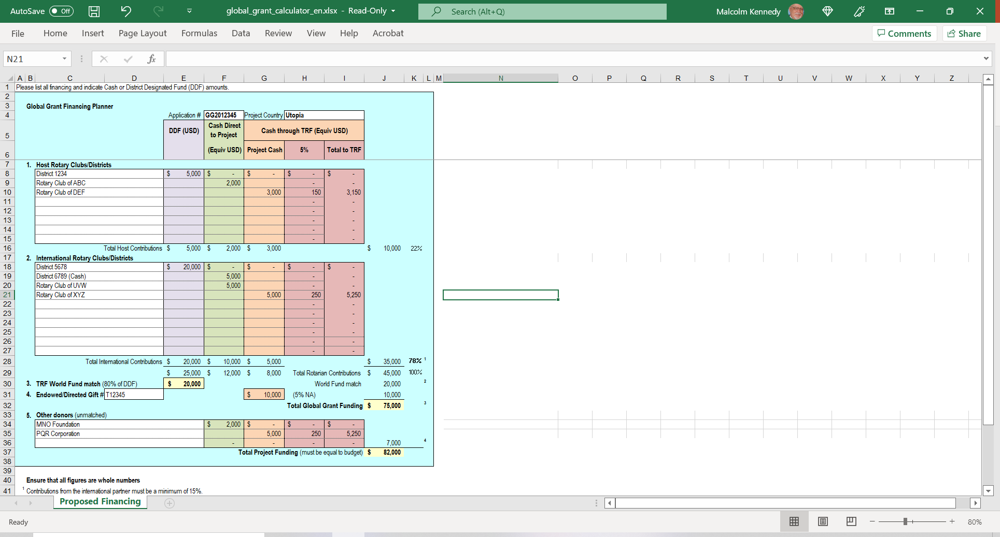 AutoSave Off global_grant_calculator_en.xlsx - Read-Only Search (Alt+Q) Malcolm Kennedy
File Home Insert Page Layout Formulas Data Review View Help Acrobat Comments Share
N21 fx
A B C D E F G H I J K L M N O P Q R S T U V W X Y Z
1 Please list all financing and indicate Cash or District Designated Fund (DDF) amounts.
2
3 Global Grant Financing Planner
4 Application # GG2012345 Project Country Utopia
5 DDF (USD) Cash Direct to Project Cash through TRF (Equiv USD)
6 (Equiv USD) Project Cash 5% Total to TRF
7 1. Host Rotary Clubs/Districts
8 District 1234 $ 5,000 $ - $ - $ - $ -
9 Rotary Club of ABC 2,000 - -
10 Rotary Club of DEF 3,000 150 3,150
11 - -
12 - -
13 - -
14 - -
15 - -
16 Total Host Contributions $ 5,000 $ 2,000 $ 3,000 $ 10,000 22%
17 2. International Rotary Clubs/Districts
18 District 5678 $ 20,000 $ - $ - $ - $ -
19 District 6789 (Cash) 5,000 - -
20 Rotary Club of UVW 5,000 - -
21 Rotary Club of XYZ 5,000 250 5,250
22 - -
23 - -
24 - -
25 - -
26 - -
27 - -
28 Total International Contributions $ 20,000 $ 10,000 $ 5,000 $ 35,000 78% 1
29 $ 25,000 $ 12,000 $ 8,000 Total Rotarian Contributions $ 45,000 100%
30 3. TRF World Fund match (80% of DDF) $ 20,000 World Fund match 20,000 2
31 4. Endowed/Directed Gift # T12345 $ 10,000 (5% NA) 10,000
32 Total Global Grant Funding $ 75,000 3
33 5. Other donors (unmatched)
34 MNO Foundation $ 2,000 $ - $ - $ -
35 PQR Corporation 5,000 250 5,250
36 - - - - 7,000 4
37 Total Project Funding (must be equal to budget) $ 82,000
38
39
40 Ensure that all figures are whole numbers
41 1 Contributions from the international partner must be a minimum of 15%.
Proposed Financing
Ready 80%